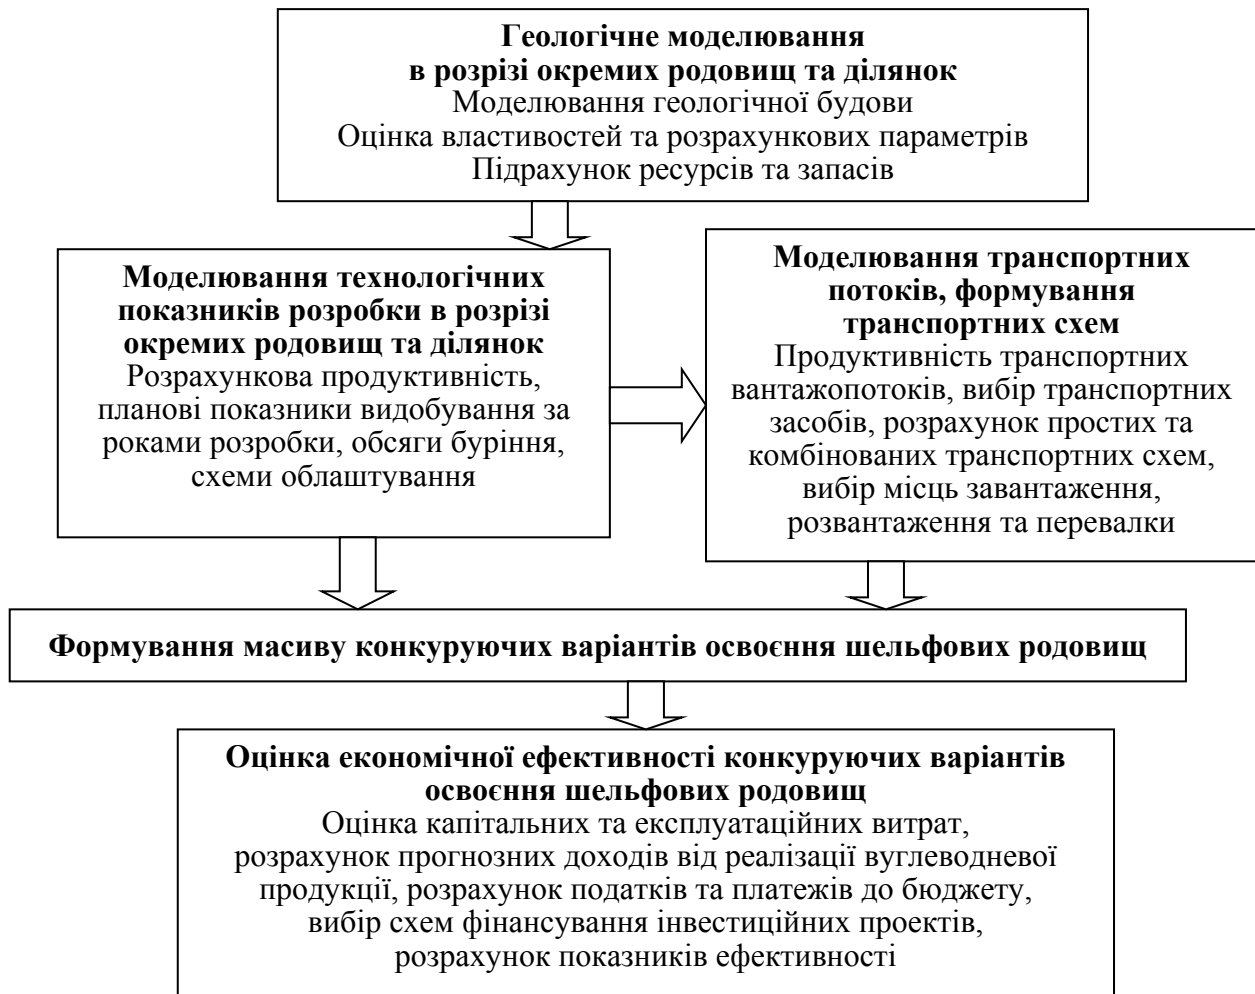 Геологічне моделювання
в розрізі окремих родовищ та ділянок
Моделювання геологічної будови
Оцінка властивостей та розрахункових параметрів
Підрахунок ресурсів та запасів
Моделювання технологічних
показників розробки в розрізі
окремих родовищ та ділянок
Розрахункова продуктивність,
планові показники видобування за
роками розробки, обсяги буріння,
схеми облаштування
Моделювання транспортних
потоків, формування
транспортних схем
Продуктивність транспортних
вантажопотоків, вибір транспортних
засобів, розрахунок простих та
комбінованих транспортних схем,
вибір місць завантаження,
розвантаження та перевалки
Формування масиву конкуруючих варіантів освоєння шельфових родовищ
Оцінка економічної ефективності конкуруючих варіантів
освоєння шельфових родовищ
Оцінка капітальних та експлуатаційних витрат,
розрахунок прогнозних доходів від реалізації вуглеводневої
продукції, розрахунок податків та платежів до бюджету,
вибір схем фінансування інвестиційних проектів,
розрахунок показників ефективності